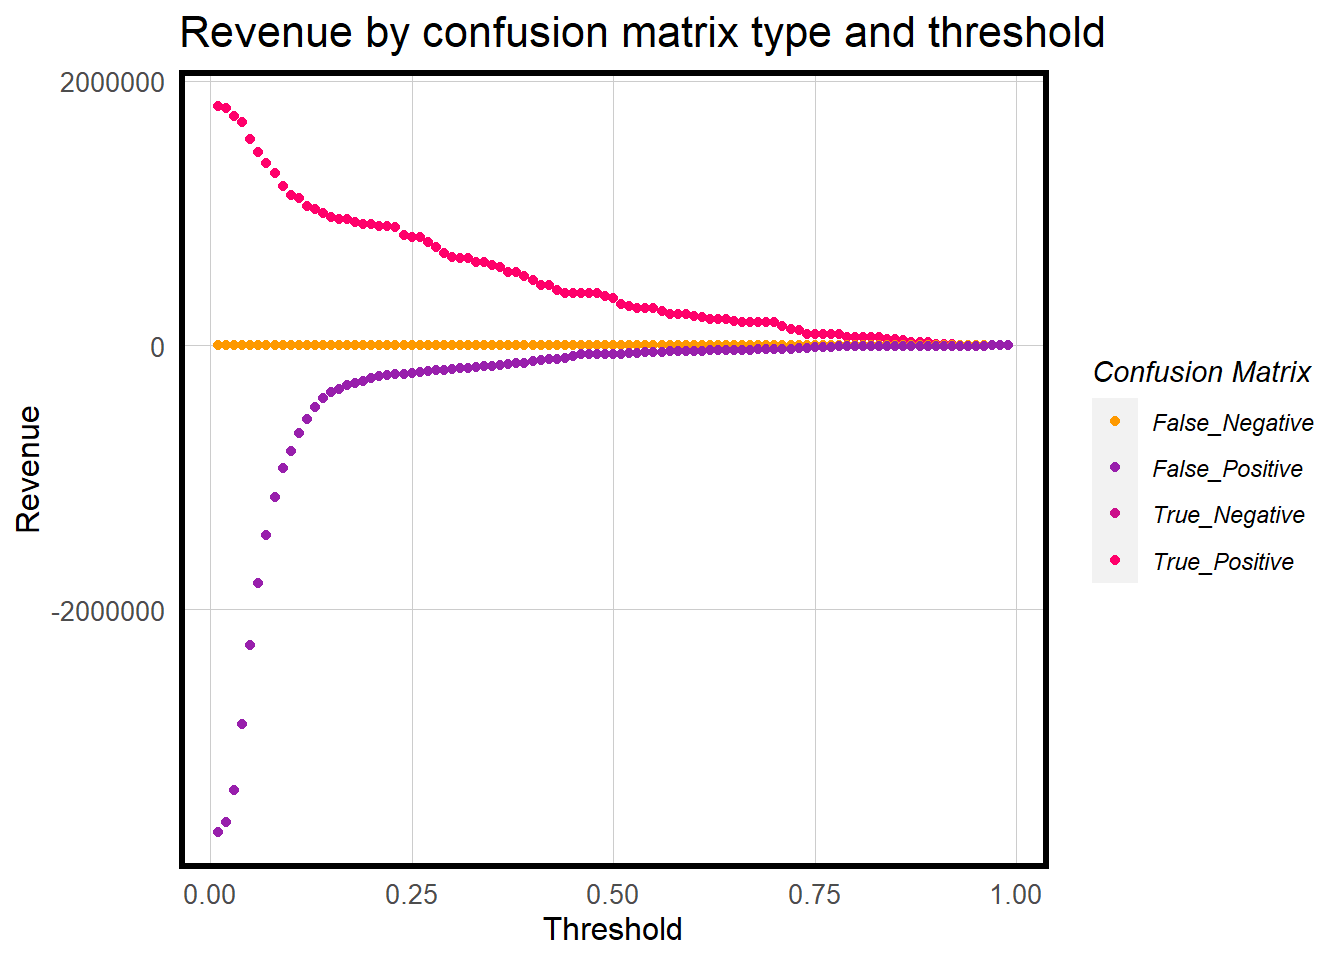 Revenue by confusion matrix type and threshold
2000000
0
-2000000
Revenue
0.00 0.25 0.50 0.75 1.00
Threshold
Confusion Matrix
False_Negative
False_Positive
True_Negative
True_Positive